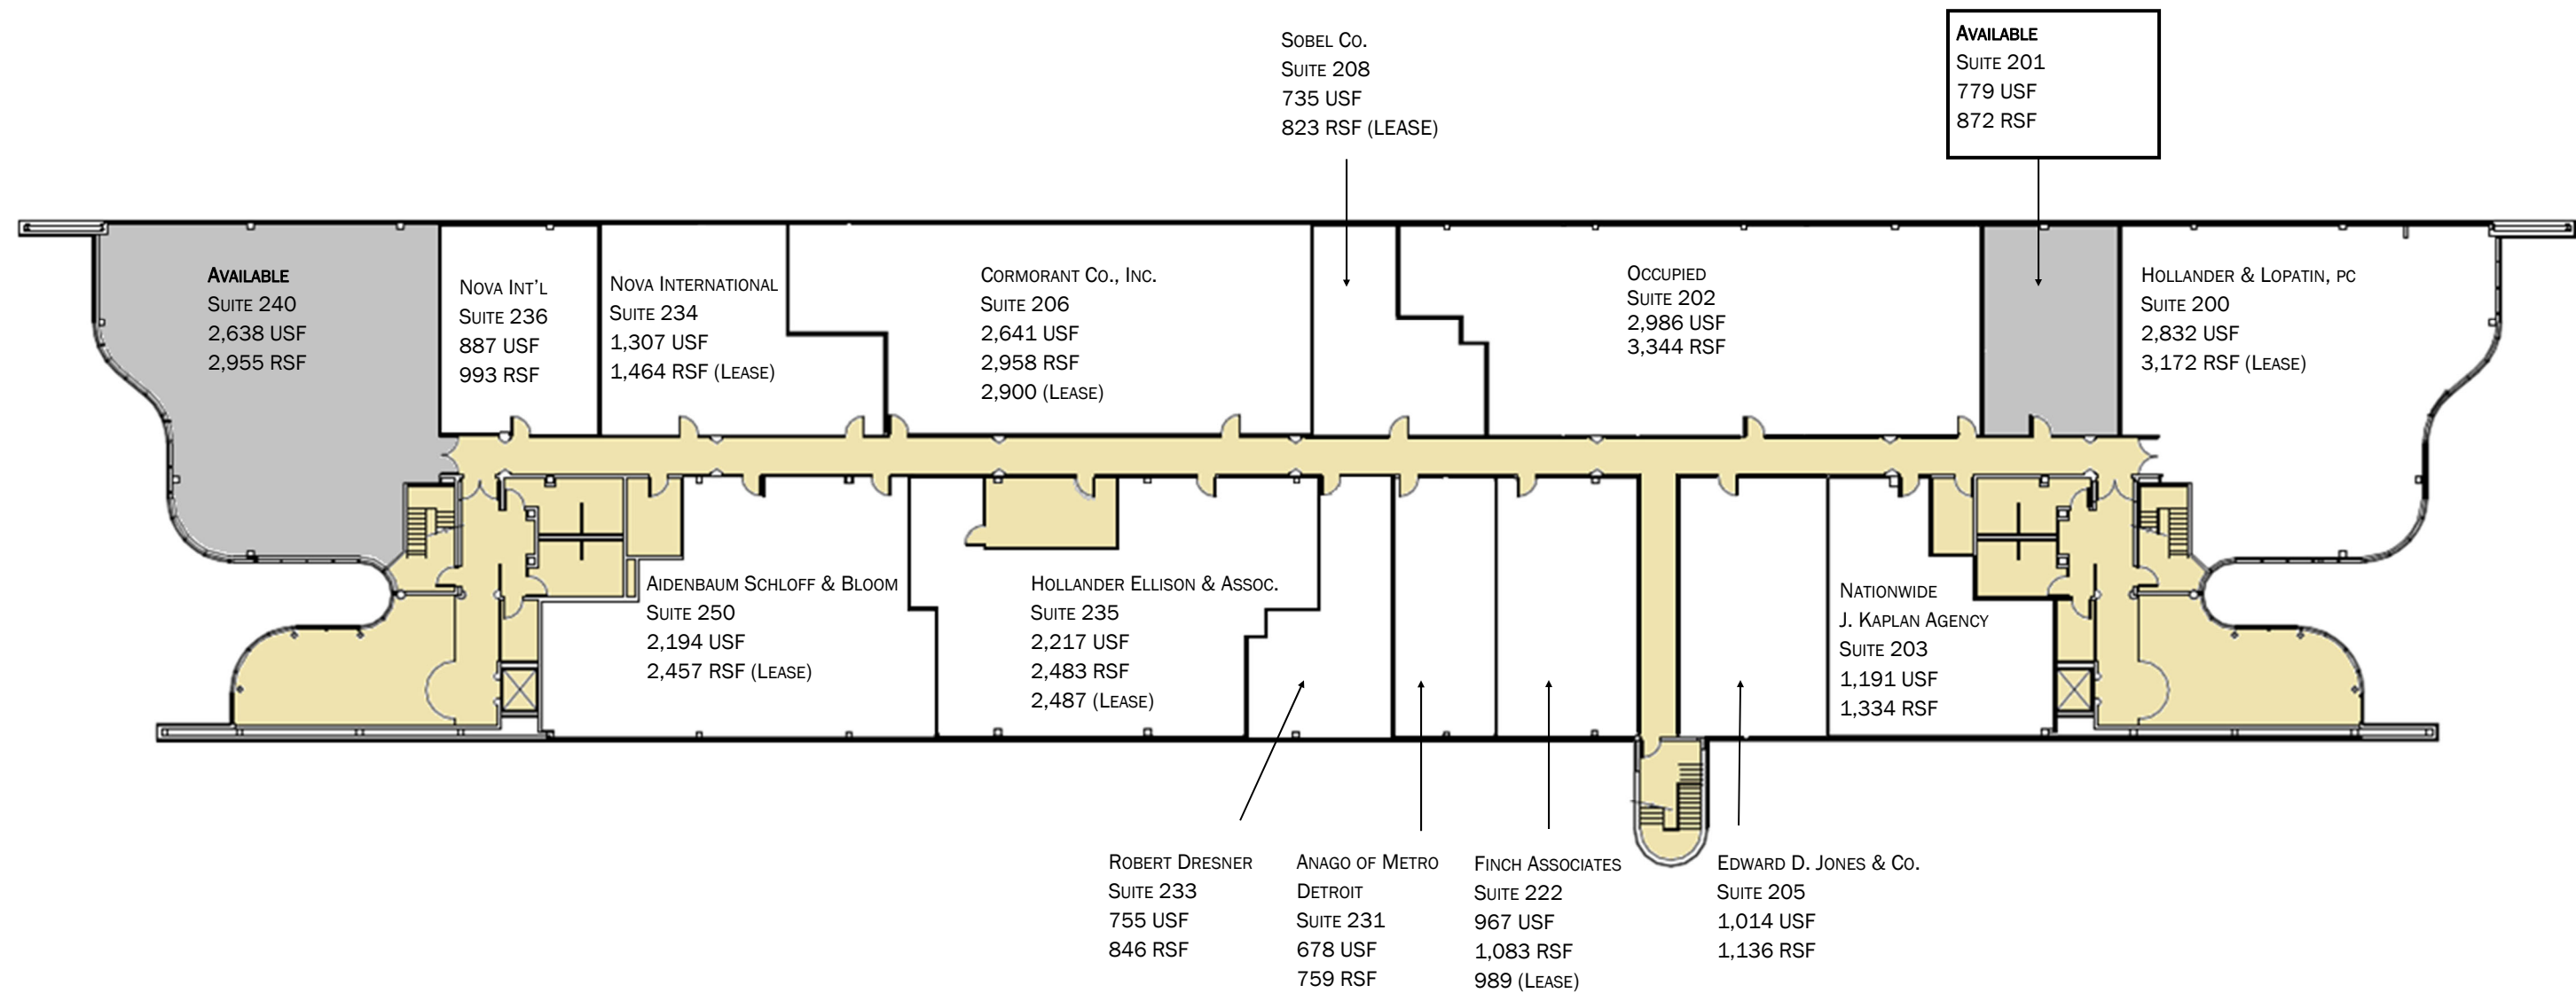 Sobel Co.
Suite 208
735 USF
823 RSF (LEASE)
Available
Suite 201
779 USF
872 RSF
Available
Suite 240
2,638 USF
2,955 RSF
Nova Int'l
Suite 236
887 USF
993 RSF
Nova International
Suite 234
1,307 USF
1,464 RSF (Lease)
Cormorant Co., Inc.
Suite 206
2,641 USF
2,958 RSF
2,900 (Lease)
Occupied
Suite 202
2,986 USF
3,344 RSF
Hollander & Lopatin, pc
Suite 200
2,832 USF
3,172 RSF (Lease)
Aidenbaum Schloff & Bloom
Suite 250
2,194 USF
2,457 RSF (Lease)
Hollander Ellison & Assoc.
Suite 235
2,217 USF
2,483 RSF
2,487 (Lease)
Nationwide
J. Kaplan Agency
Suite 203
1,191 USF
1,334 RSF
Robert Dresner
Suite 233
755 USF
846 RSF
Anago of Metro
Detroit
Suite 231
678 USF
759 RSF
Finch Associates
Suite 222
967 USF
1,083 RSF
989 (Lease)
Edward D. Jones & Co.
Suite 205
1,014 USF
1,136 RSF